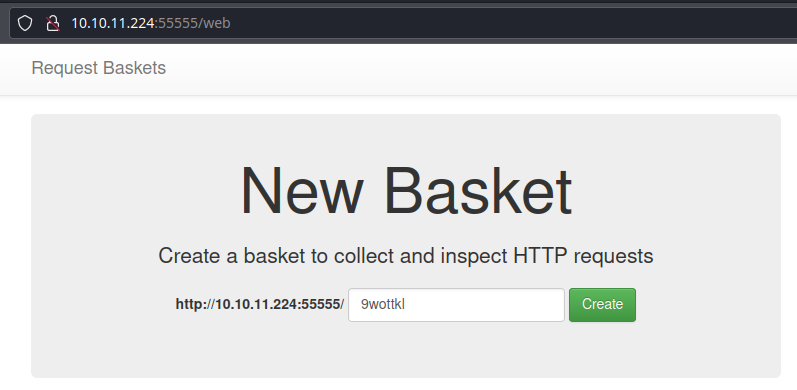 10.10.11.224:55555/web
Request Baskets
New Basket
Create a basket to collect and inspect HTTP requests
http://10.10.11.224:55555/ 9wottkl Create